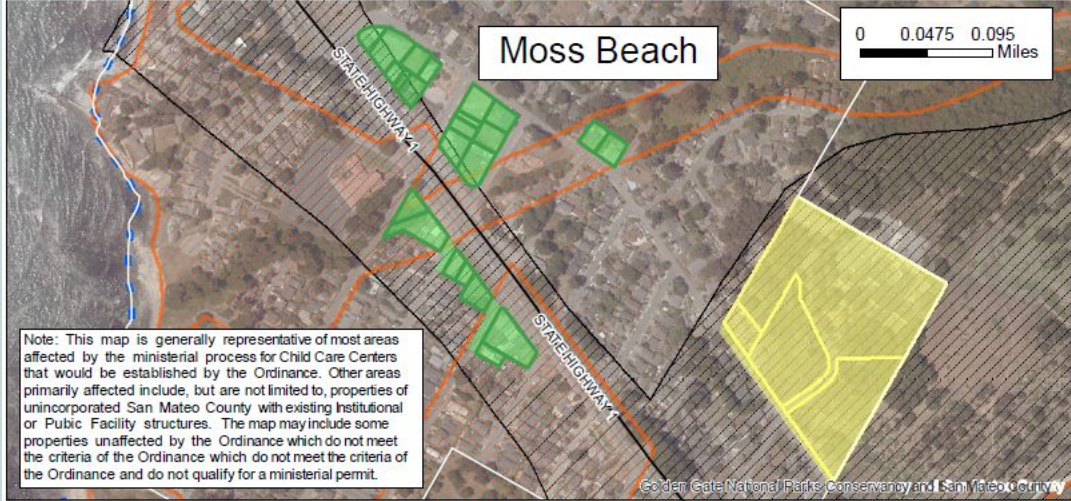 Moss Beach
0 0.0475 0.095
Miles
STATE HIGHWAY 1
STATE HIGHWAY 1
Note: This map is generally representative of most areas
affected by the ministerial process for Child Care Centers
that would be established by the Ordinance. Other areas
primarily affected include, but are not limited to, properties of
unincorporated San Mateo County with existing Institutional
or Pubic Facility structures. The map may include some
properties unaffected by the Ordinance which do not meet
the criteria of the Ordinance which do not meet the criteria of
the Ordinance and do not qualify for a ministerial permit.
Golden Gate National Parks Conservancy and San Mateo County